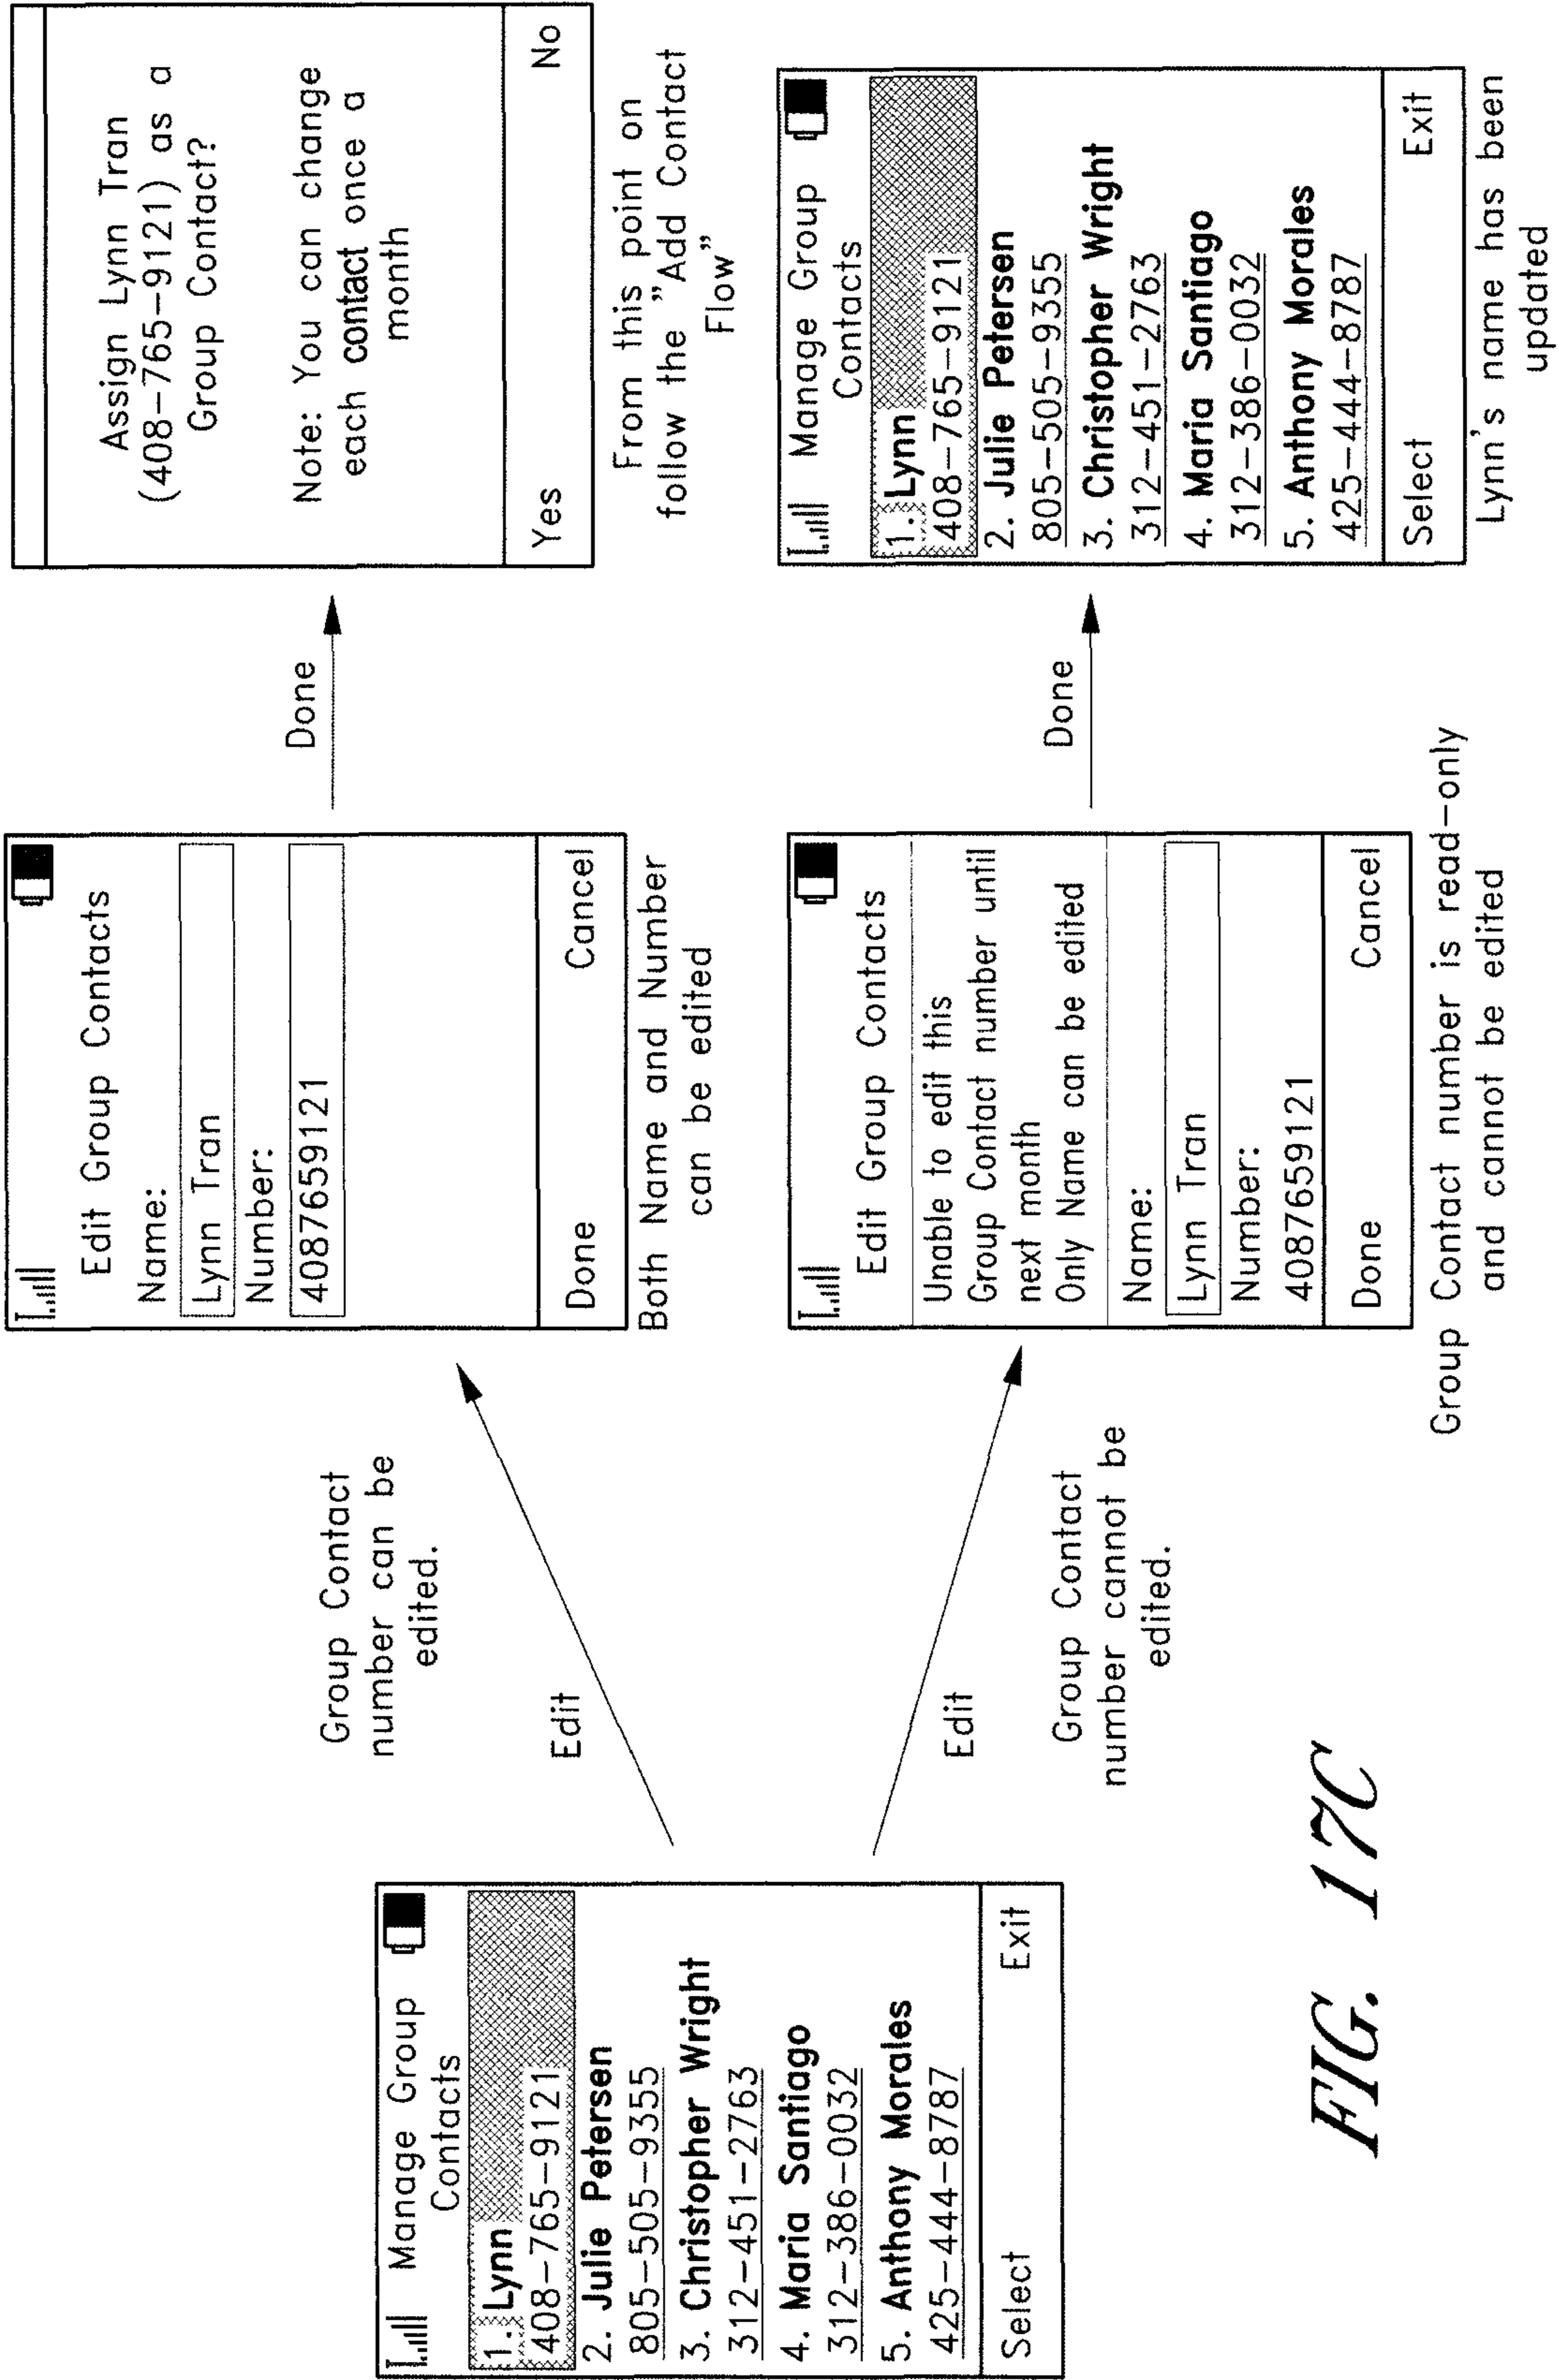 Manage Group
Contacts
1. Lynn
408-765-9121
2. Julie Petersen
805-505-9355
3. Christopher Wright
312-451-2763
4. Maria Santiago
312-386-0032
5. Anthony Morales
425-444-8787
Select Exit
Group Contact
number can be
edited.
Edit
Edit
Group Contact
number cannot be
edited.
Edit Group Contacts
Name:
Lynn Tran
Number:
4087659121
Done Cancel
Both Name and Number
can be edited
Done
Assign Lynn Tran
(408-765-9121) as a
Group Contact?
Note: You can change
each contact once a
month
Yes No
From this point on
follow the "Add Contact
Flow"
Edit Group Contacts
Unable to edit this
Group Contact number until
next month
Only Name can be edited
Name:
Lynn Tran
Number:
4087659121
Done Cancel
Group Contact number is read-only
and cannot be edited
Done
Manage Group
Contacts
1. Lynn
408-765-9121
2. Julie Petersen
805-505-9355
3. Christopher Wright
312-451-2763
4. Maria Santiago
312-386-0032
5. Anthony Morales
425-444-8787
Select Exit
Lynn's name has been
updated
FIG. 17C